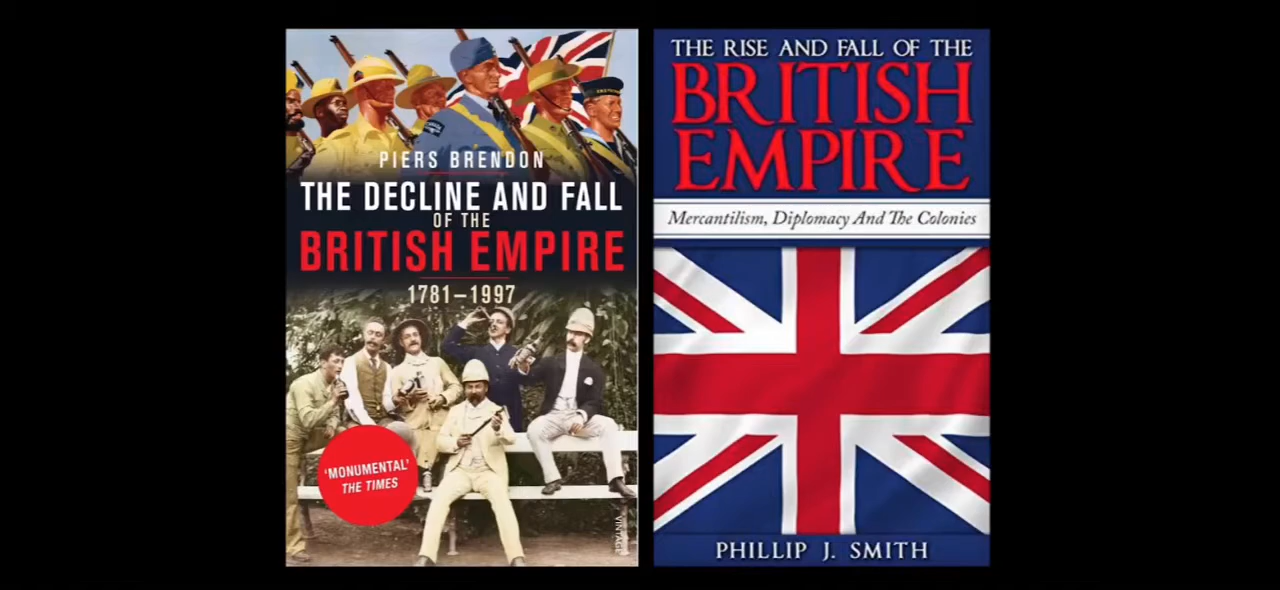 PIERS BRENDON
THE DECLINE AND FALL
OF THE
BRITISH EMPIRE
1781–1997
'MONUMENTAL'
THE TIMES
VINTAGE
THE RISE AND FALL OF THE
BRITISH
EMPIRE
Mercantilism, Diplomacy And The Colonies
PHILLIP J. SMITH